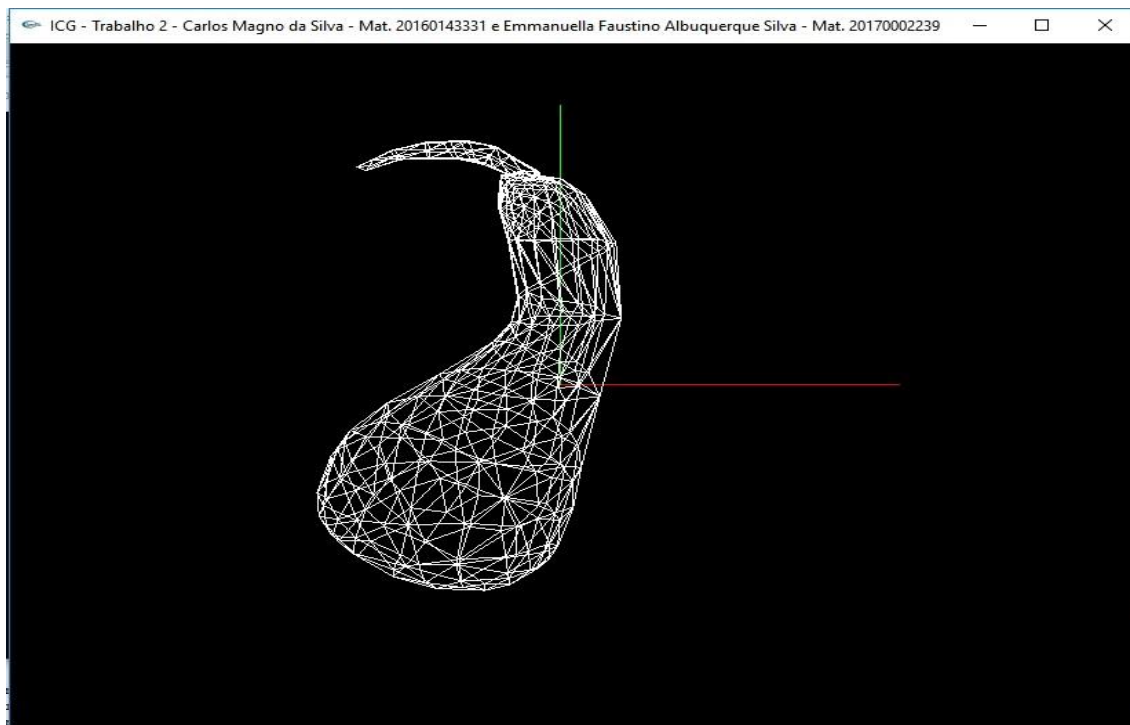 ICG - Trabalho 2 - Carlos Magno da Silva - Mat. 20160143331 e Emmanuella Faustino Albuquerque Silva - Mat. 20170002239